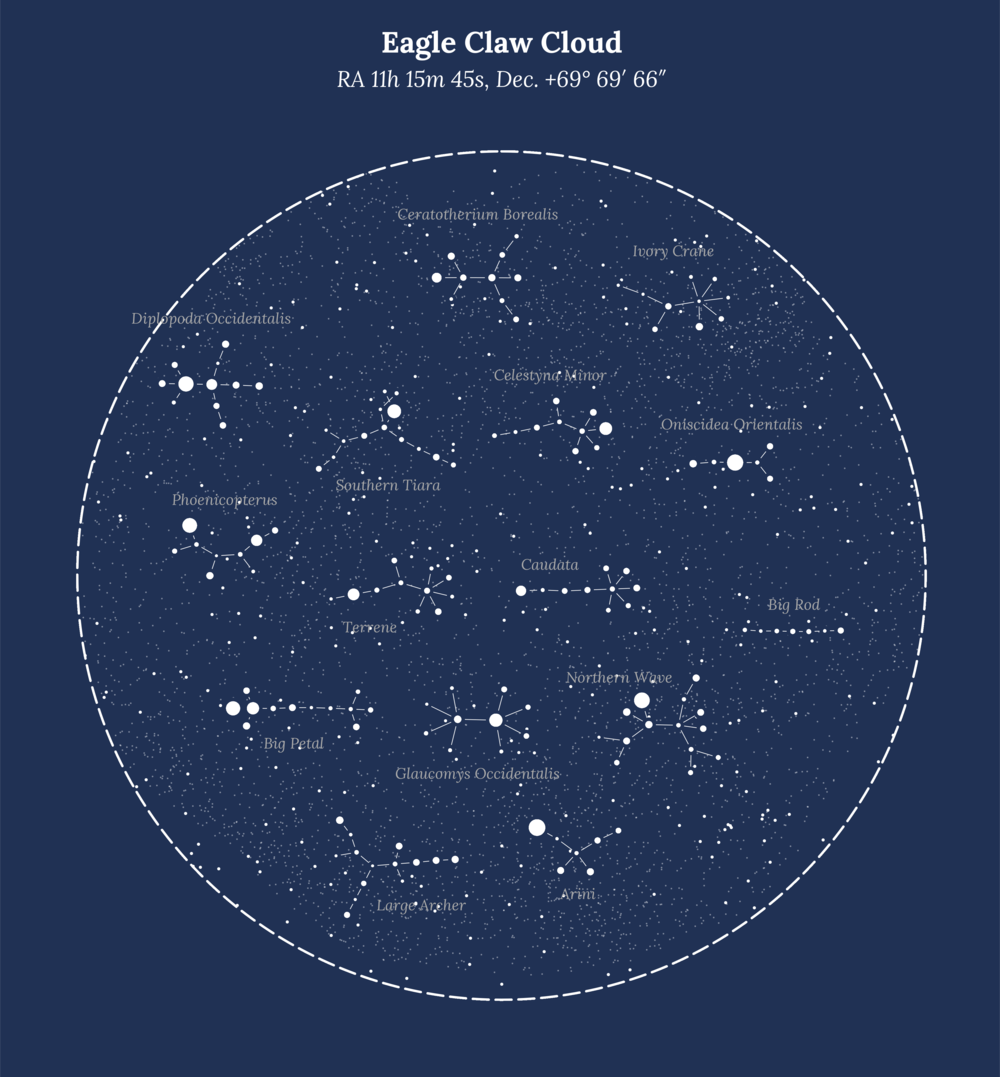 Eagle Claw Cloud
RA 11h 15m 45s, Dec. +69° 69′ 66″
Ceratotherium Borealis
Ivory Crane
Diplopoda Occidentalis
Celestyna Minor
Oniscidea Orientalis
Southern Tiara
Phoenicopterus
Caudata
Big Rod
Terrene
Northern Wave
Big Petal
Glaucomys Occidentalis
Arini
Large Archer